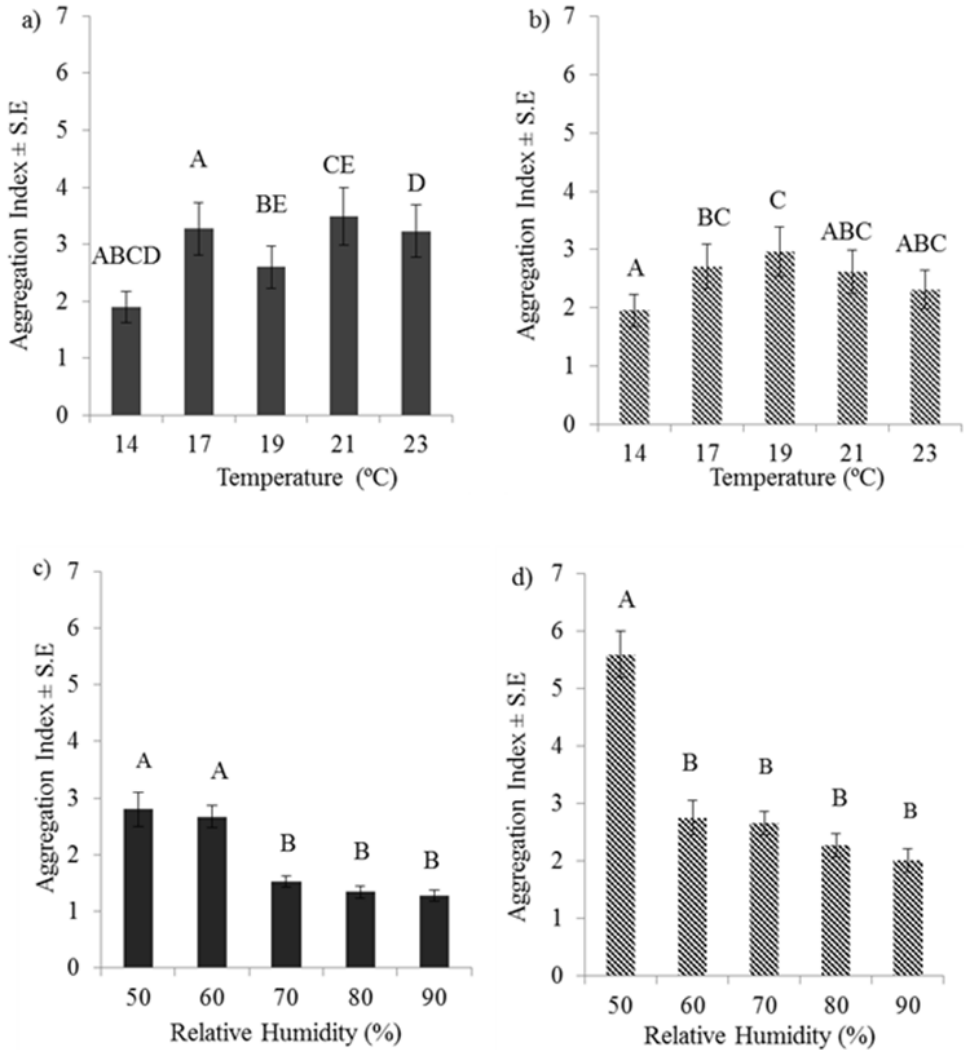 a)
Aggregation Index ± S.E
7
6
5
4
3
2
1
0
ABCD
A
BE
CE
D
14 17 19 21 23
Temperature (ºC)
b)
Aggregation Index ± S.E
7
6
5
4
3
2
1
0
A
BC
C
ABC
ABC
14 17 19 21 23
Temperature (ºC)
c)
Aggregation Index ± S.E
7
6
5
4
3
2
1
0
A
A
B
B
B
50 60 70 80 90
Relative Humidity (%)
d)
Aggregation Index ± S.E
7
6
5
4
3
2
1
0
A
B
B
B
B
50 60 70 80 90
Relative Humidity (%)